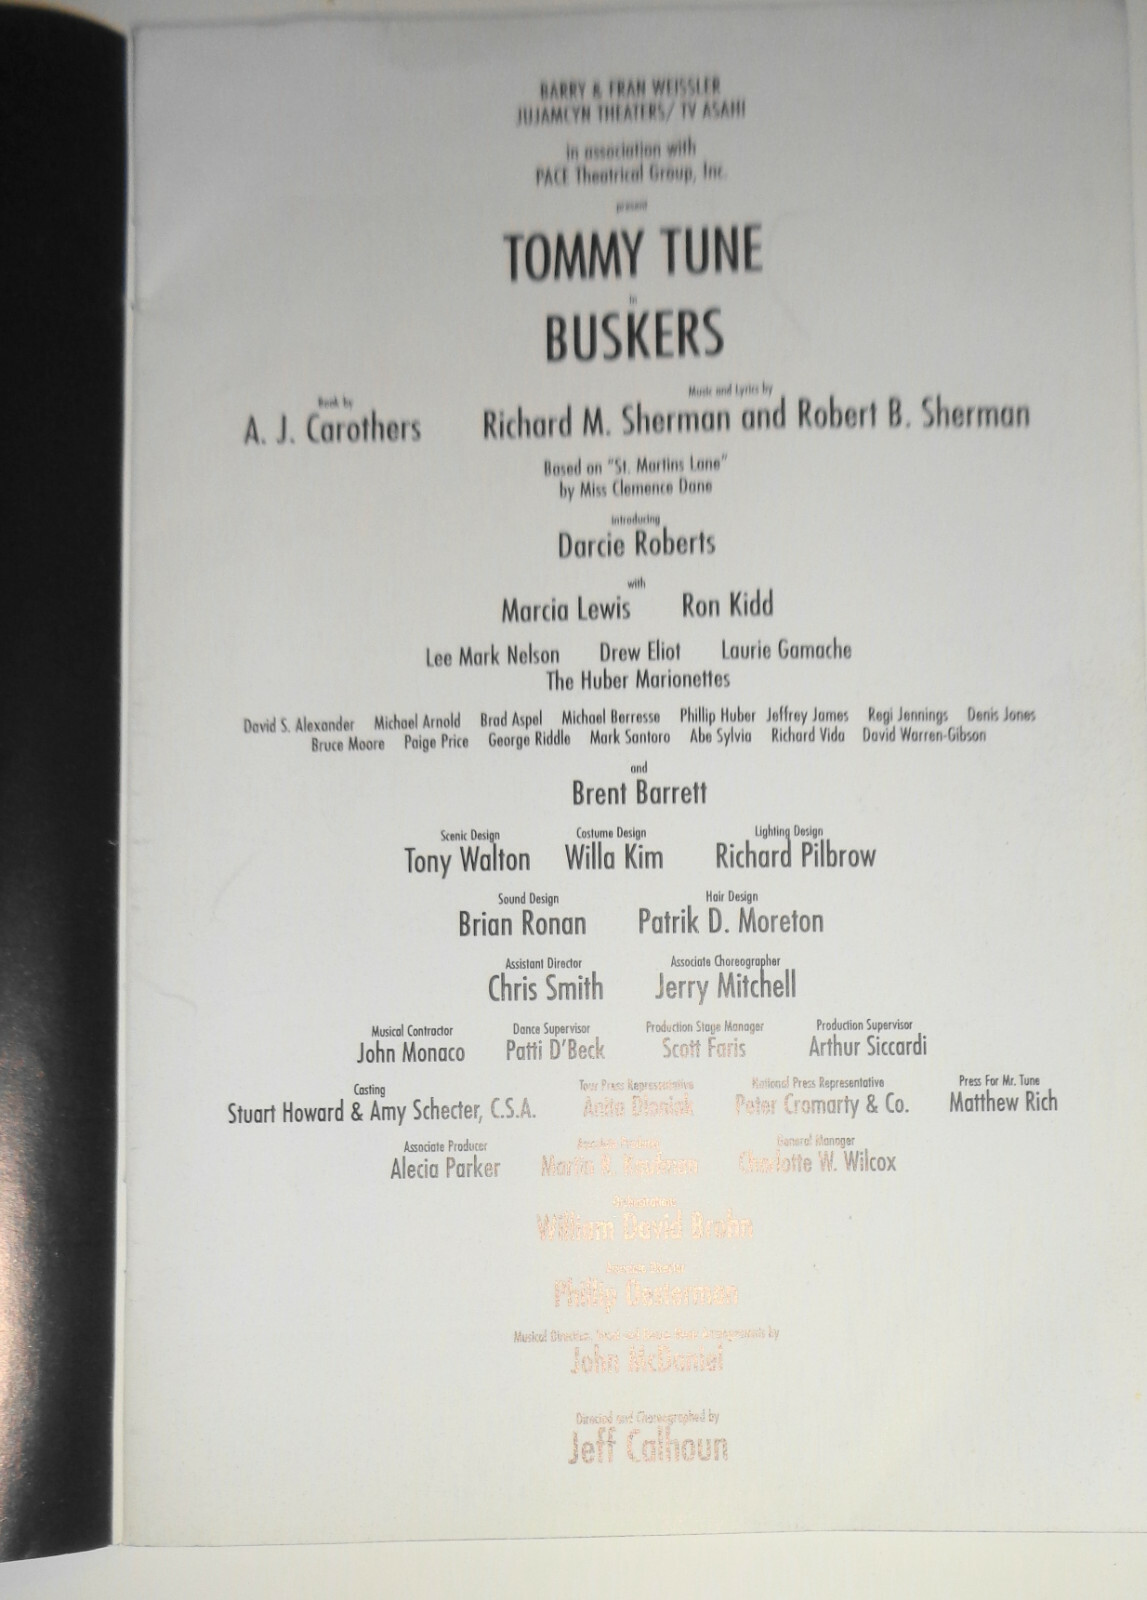 BARRY & FRAN WEISSLER
JUJAMCYN THEATERS/ TV ASAHI
in association with
PACE Theatrical Group, Inc.
present
TOMMY TUNE
in
BUSKERS
Book by
A. J. Carothers
Music and Lyrics by
Richard M. Sherman and Robert B. Sherman
Based on "St. Martins Lane"
by Miss Clemence Dane
introducing
Darcie Roberts
with
Marcia Lewis Ron Kidd
Lee Mark Nelson Drew Eliot Laurie Gamache
The Huber Marionettes
David S. Alexander Michael Arnold Brad Aspel Michael Berresse Phillip Huber Jeffrey James Regi Jennings Denis Jones
Bruce Moore Paige Price George Riddle Mark Santoro Abe Sylvia Richard Vida David Warren-Gibson
and
Brent Barrett
Scenic Design Costume Design Lighting Design
Tony Walton Willa Kim Richard Pilbrow
Sound Design Hair Design
Brian Ronan Patrik D. Moreton
Assistant Director Associate Choreographer
Chris Smith Jerry Mitchell
Musical Contractor Dance Supervisor Production Stage Manager Production Supervisor
John Monaco Patti D'Beck Scott Faris Arthur Siccardi
Casting Tour Press Representative National Press Representative Press For Mr. Tune
Stuart Howard & Amy Schecter, C.S.A. Anita Dloniak Peter Cromarty & Co. Matthew Rich
Associate Producer General Manager
Alecia Parker Charlotte W. Wilcox
William David Brohn
Phillip Oesterman
Musical Direction, Vocal and Dance Music Arrangements by
John McDaniel
Directed and Choreographed by
Jeff Calhoun